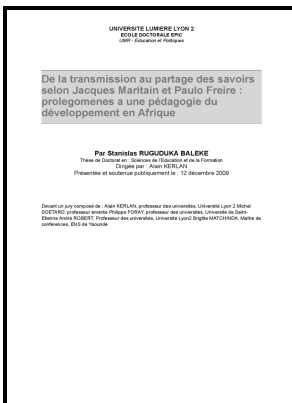 UNIVERSITE LUMIERE LYON 2
ECOLE DOCTORALE EPIC
UMR - Education et Politiques
De la transmission au partage des savoirs
selon Jacques Maritain et Paulo Freire :
prolegomenes a une pédagogie du
développement en Afrique
Par Stanislas RUGUDUKA BALEKE
Thèse de Doctorat en : Sciences de l'Education et de la Formation
Dirigée par : Alain KERLAN
Présentée et soutenue publiquement le : 12 décembre 2009
Devant un jury composé de : Alain KERLAN, professeur des universités, Université Lyon 2 Michel
SOETARD, professeur émérite Philippe FORAY, professeur des universités, Université de Saint-
Etienne André ROBERT, Professeur des universités, Université Lyon2 Brigitte MATCHINDA, Maître de
conférences, ENS de Yaoundé